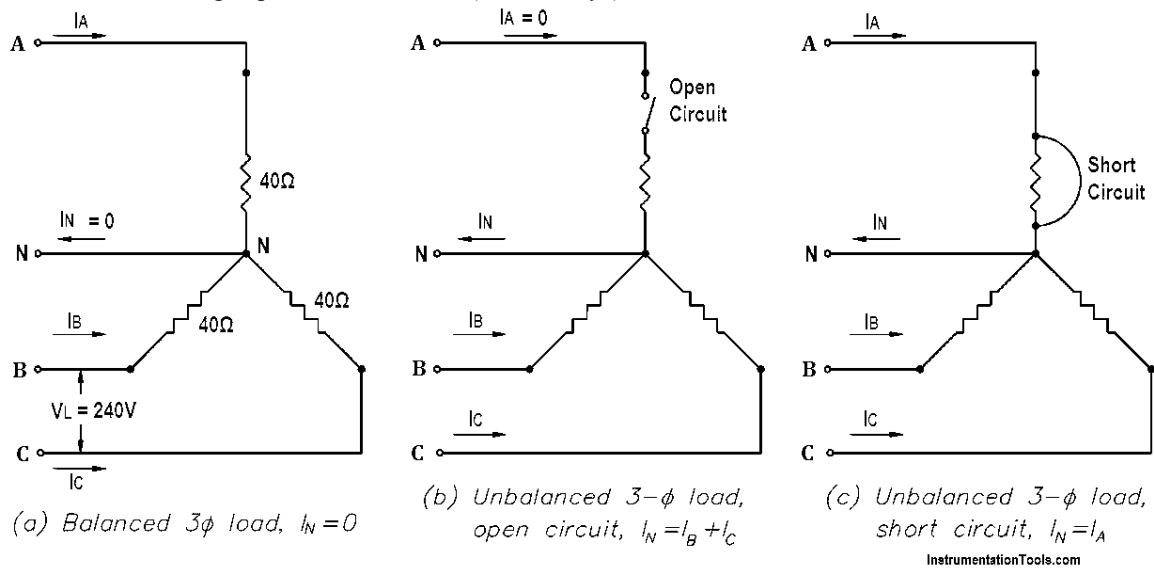 IA
A
40Ω
IN = 0
N
N
40Ω
40Ω
IB
B
VL = 240V
C
IC
(a) Balanced 3ϕ load, IN=0
IA = 0
A
Open
Circuit
IN
N
IB
B
IC
C
(b) Unbalanced 3-ϕ load,
open circuit, IN=IB+IC
IA
A
Short
Circuit
IN
N
IB
B
IC
C
(c) Unbalanced 3-ϕ load,
short circuit, IN=IA
InstrumentationTools.com